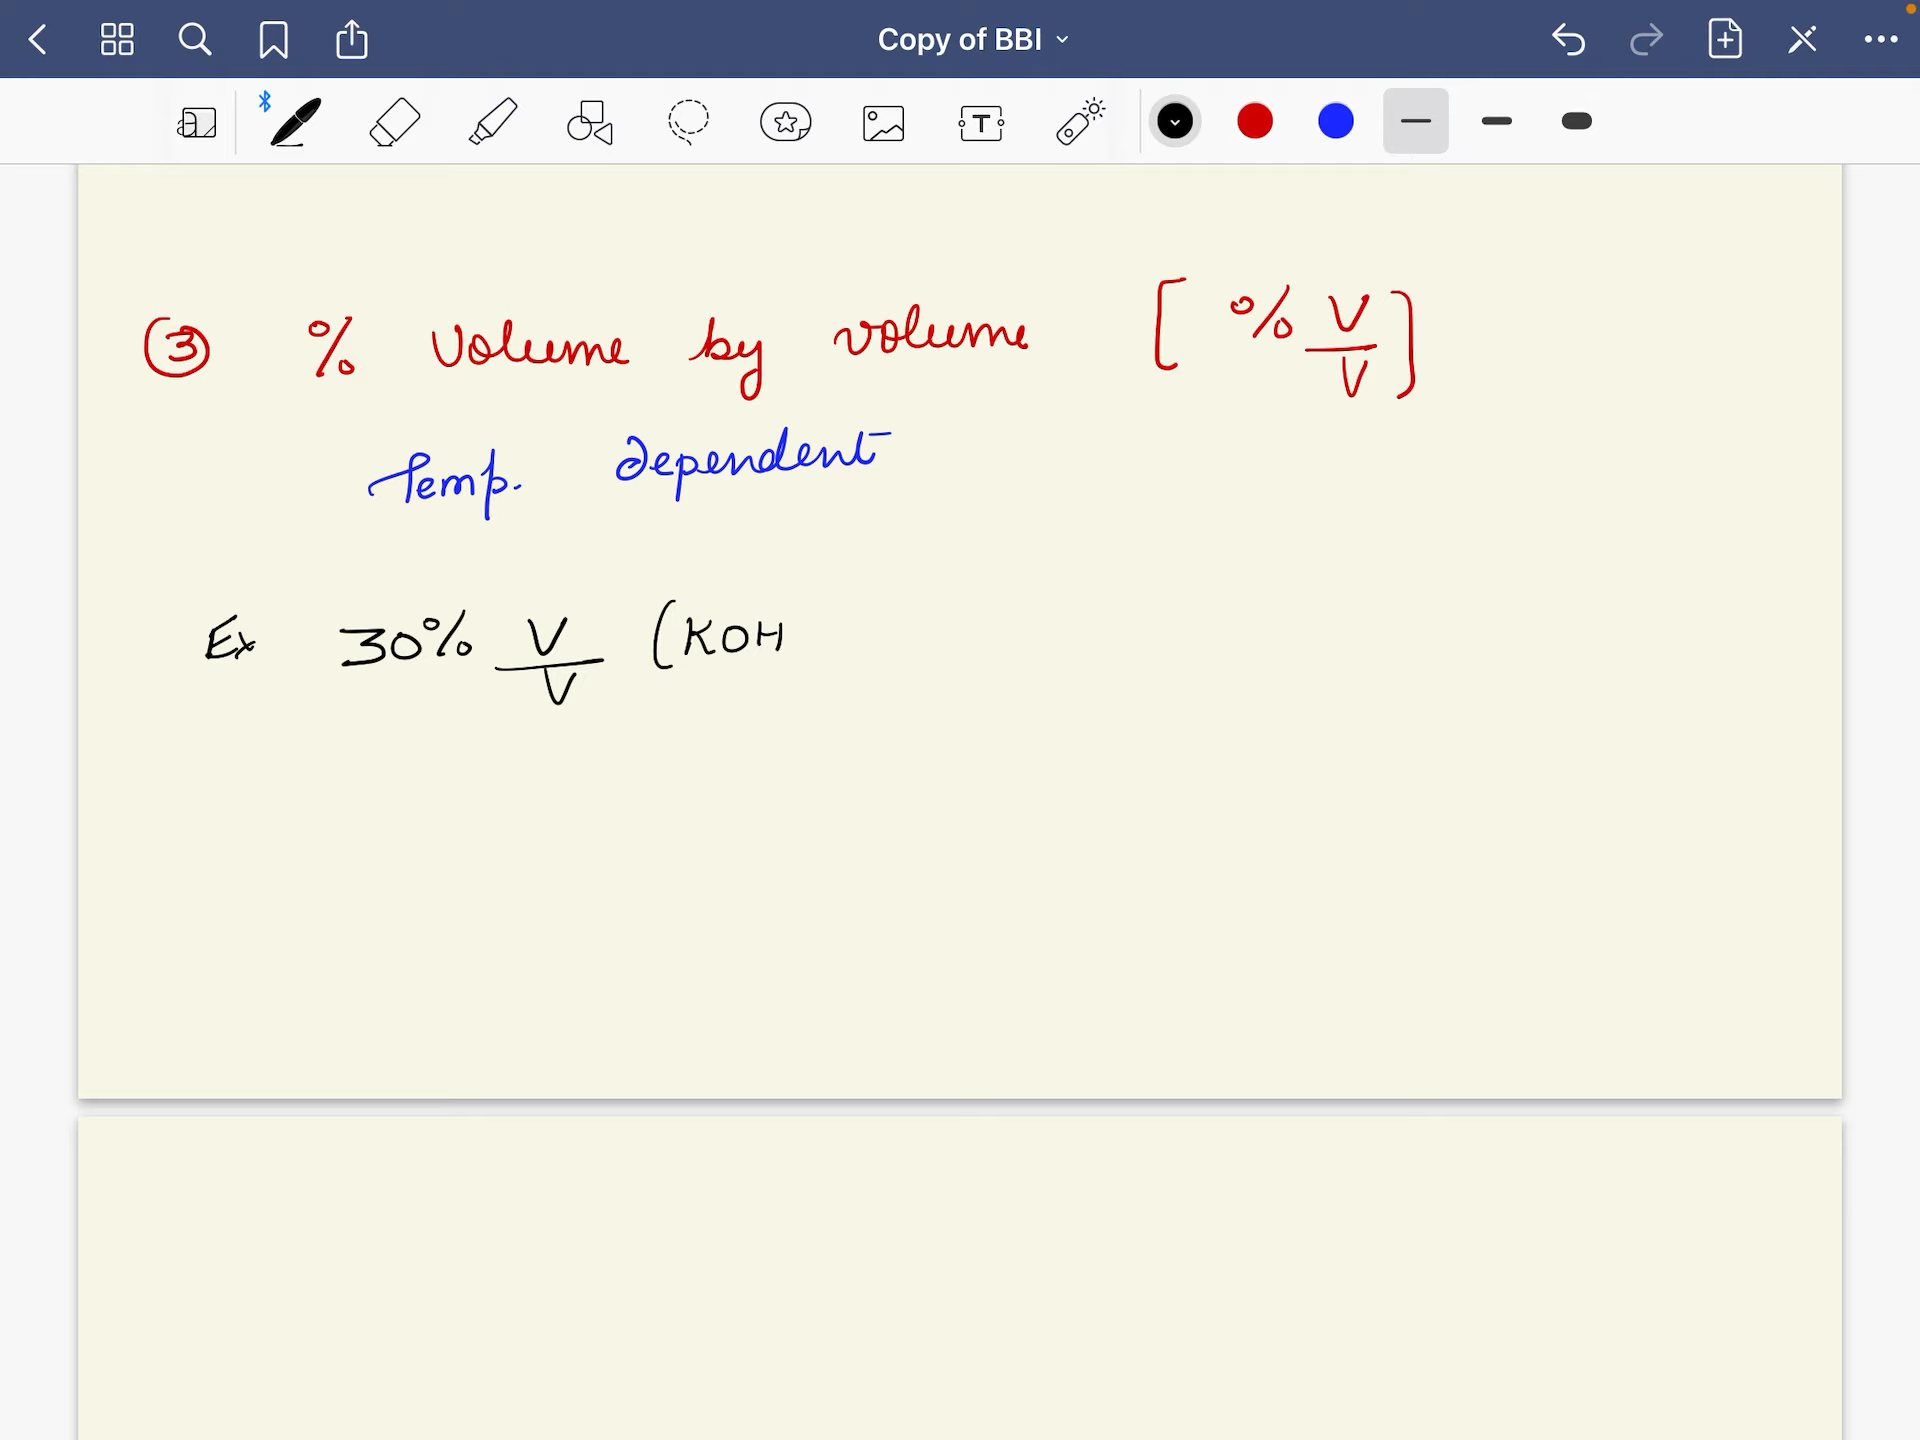 Copy of BBI
③ % Volume by volume [ % V/V ]
Temp. dependent
Ex 30% V/V (KOH